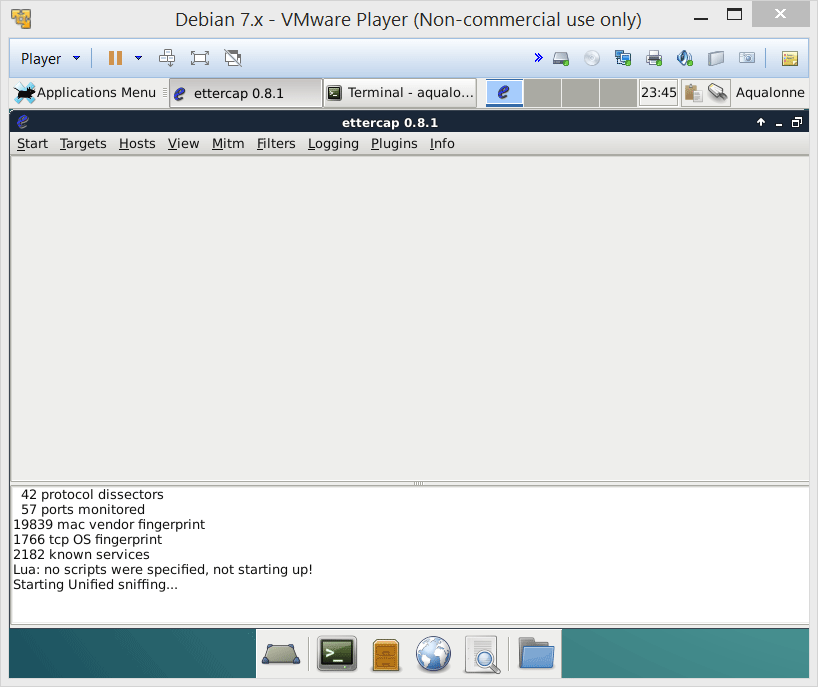 Debian 7.x - VMware Player (Non-commercial use only)
Player
Applications Menu ettercap 0.8.1 Terminal - aqualo... 23:45 Aqualonne
ettercap 0.8.1
Start Targets Hosts View Mitm Filters Logging Plugins Info
42 protocol dissectors
57 ports monitored
19839 mac vendor fingerprint
1766 tcp OS fingerprint
2182 known services
Lua: no scripts were specified, not starting up!
Starting Unified sniffing...